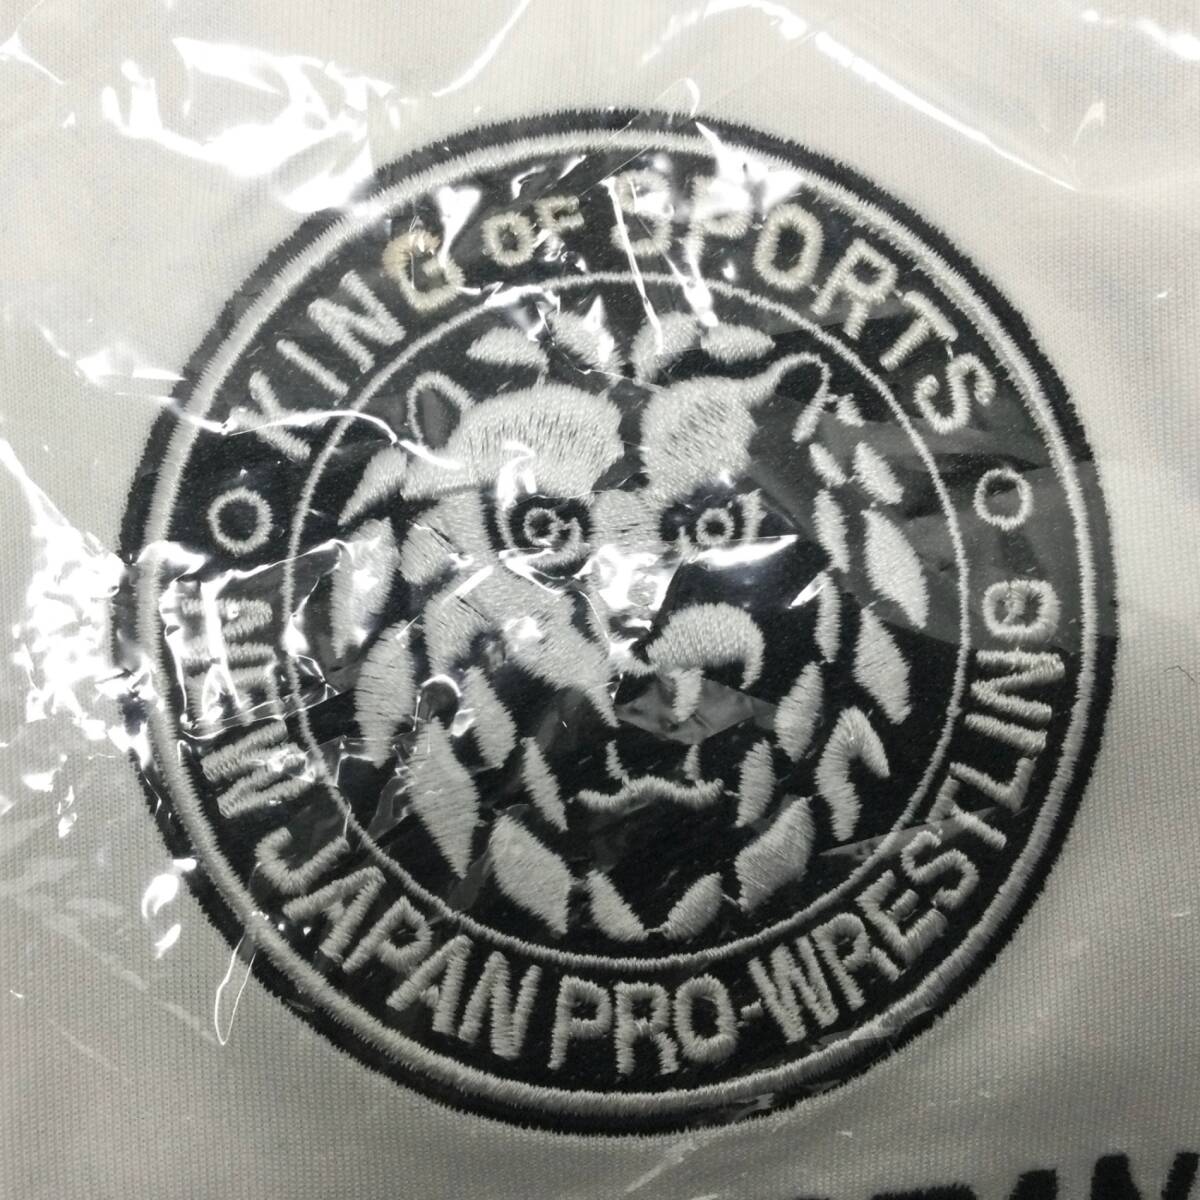 KING OF SPORTS
NEW JAPAN PRO-WRESTLING